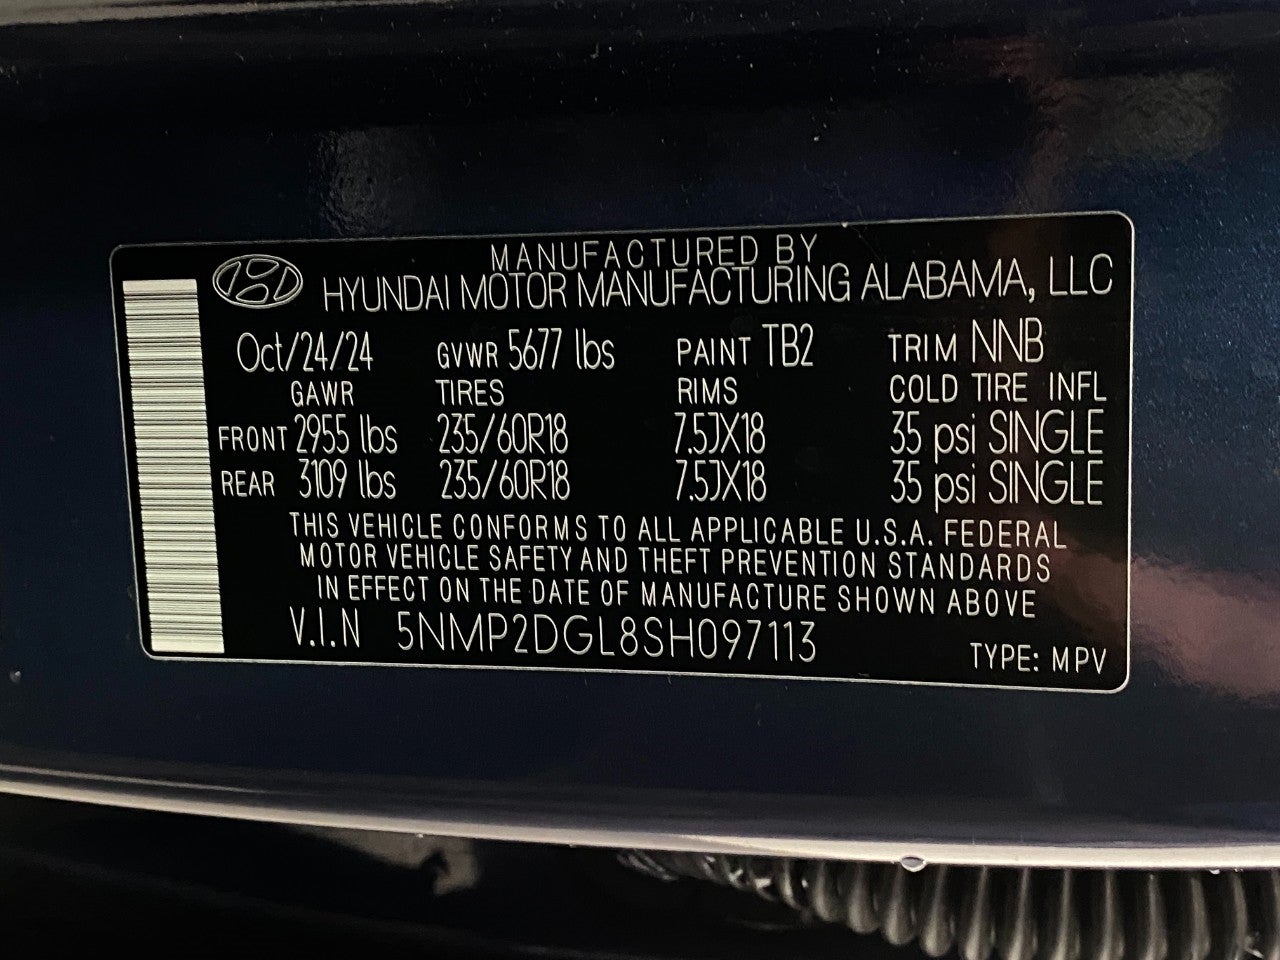 MANUFACTURED BY
HYUNDAI MOTOR MANUFACTURING ALABAMA, LLC
Oct/24/24 GVWR 5677 lbs PAINT TB2 TRIM NNB
GAWR TIRES RIMS COLD TIRE INFL
FRONT 2955 lbs 235/60R18 7.5JX18 35 psi SINGLE
REAR 3109 lbs 235/60R18 7.5JX18 35 psi SINGLE
THIS VEHICLE CONFORMS TO ALL APPLICABLE U.S.A. FEDERAL
MOTOR VEHICLE SAFETY AND THEFT PREVENTION STANDARDS
IN EFFECT ON THE DATE OF MANUFACTURE SHOWN ABOVE
V.I.N 5NMP2DGL8SH097113 TYPE: MPV